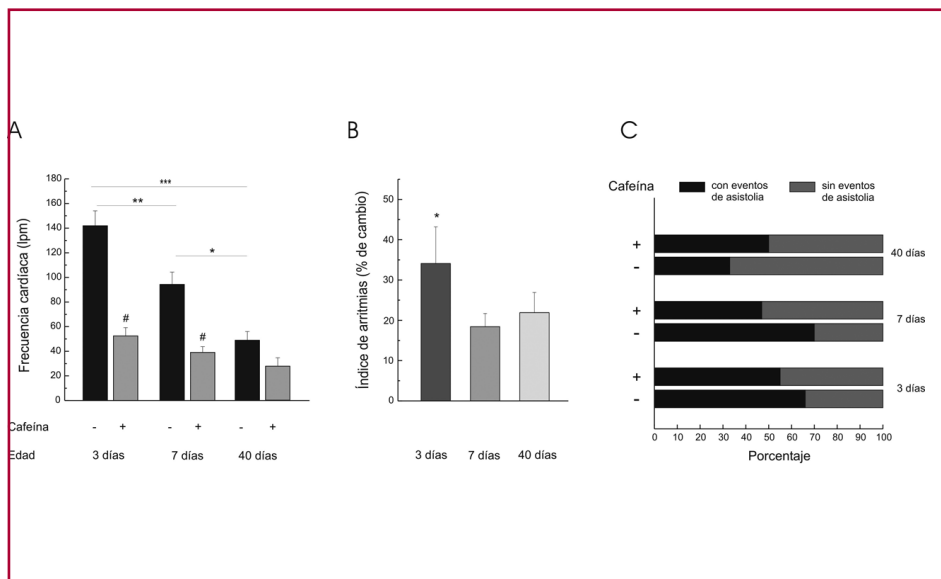 A
Frecuencia cardíaca (lpm)
180
160
140
120
100
80
60
40
20
0
***
**
*
#
#
Cafeína - + - + - +
Edad 3 días 7 días 40 días
B
Índice de arritmias (% de cambio)
50
40
30
20
10
0
*
3 días 7 días 40 días
C
Cafeína
con eventos
de asistolia
sin eventos
de asistolia
+
-
40 días
+
-
7 días
+
-
3 días
0 10 20 30 40 50 60 70 80 90 100
Porcentaje